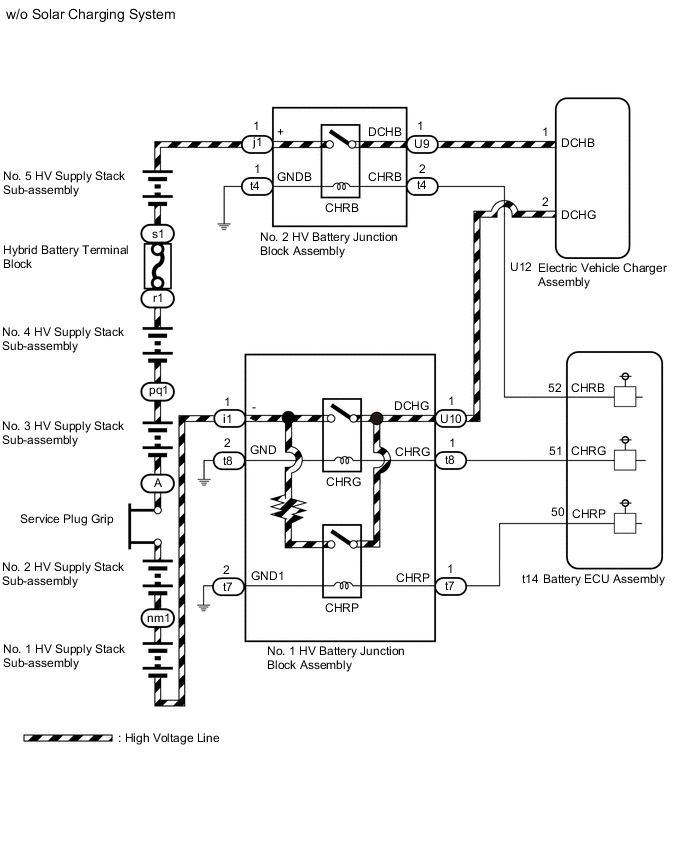 w/o Solar Charging System
1
+
DCHB
1
1
j1
U9
DCHB
1
GNDB
CHRB
2
No. 5 HV Supply Stack
Sub-assembly
t4
t4
2
CHRB
DCHG
s1
No. 2 HV Battery Junction
Block Assembly
Hybrid Battery Terminal
Block
U12
Electric Vehicle Charger
Assembly
r1
No. 4 HV Supply Stack
Sub-assembly
pq1
52
CHRB
1
-
DCHG
1
i1
U10
No. 3 HV Supply Stack
Sub-assembly
2
GND
CHRG
1
51
CHRG
t8
t8
A
CHRG
Service Plug Grip
50
CHRP
No. 2 HV Supply Stack
Sub-assembly
2
GND1
CHRP
1
t14 Battery ECU Assembly
t7
t7
CHRP
nm1
No. 1 HV Supply Stack
Sub-assembly
No. 1 HV Battery Junction
Block Assembly
: High Voltage Line